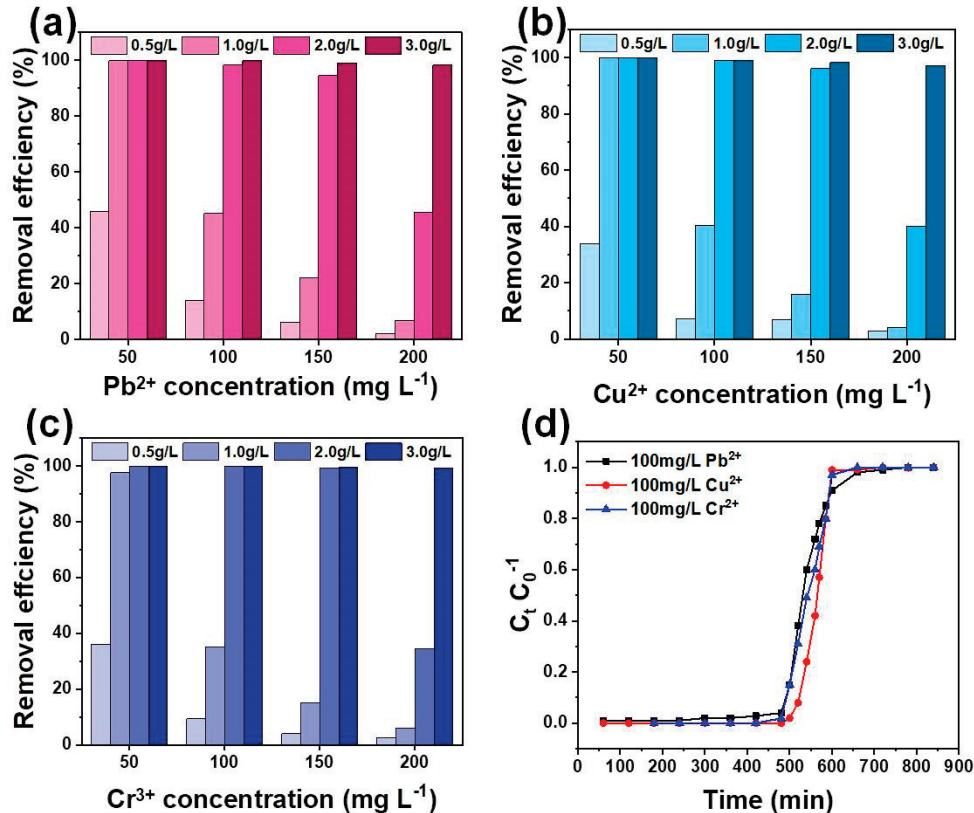 (a)
0.5g/L 1.0g/L 2.0g/L 3.0g/L
Removal effciency (%)
100
80
60
40
20
0
50 100 150 200
Pb²⁺ concentration (mg L⁻¹)
(b)
0.5g/L 1.0g/L 2.0g/L 3.0g/L
Removal effciency (%)
100
80
60
40
20
0
50 100 150 200
Cu²⁺ concentration (mg L⁻¹)
(c)
0.5g/L 1.0g/L 2.0g/L 3.0g/L
Removal effciency (%)
100
80
60
40
20
0
50 100 150 200
Cr³⁺ concentration (mg L⁻¹)
(d)
100mg/L Pb²⁺
100mg/L Cu²⁺
100mg/L Cr²⁺
Cₜ C₀⁻¹
1.0
0.8
0.6
0.4
0.2
0.0
0 100 200 300 400 500 600 700 800 900
Time (min)